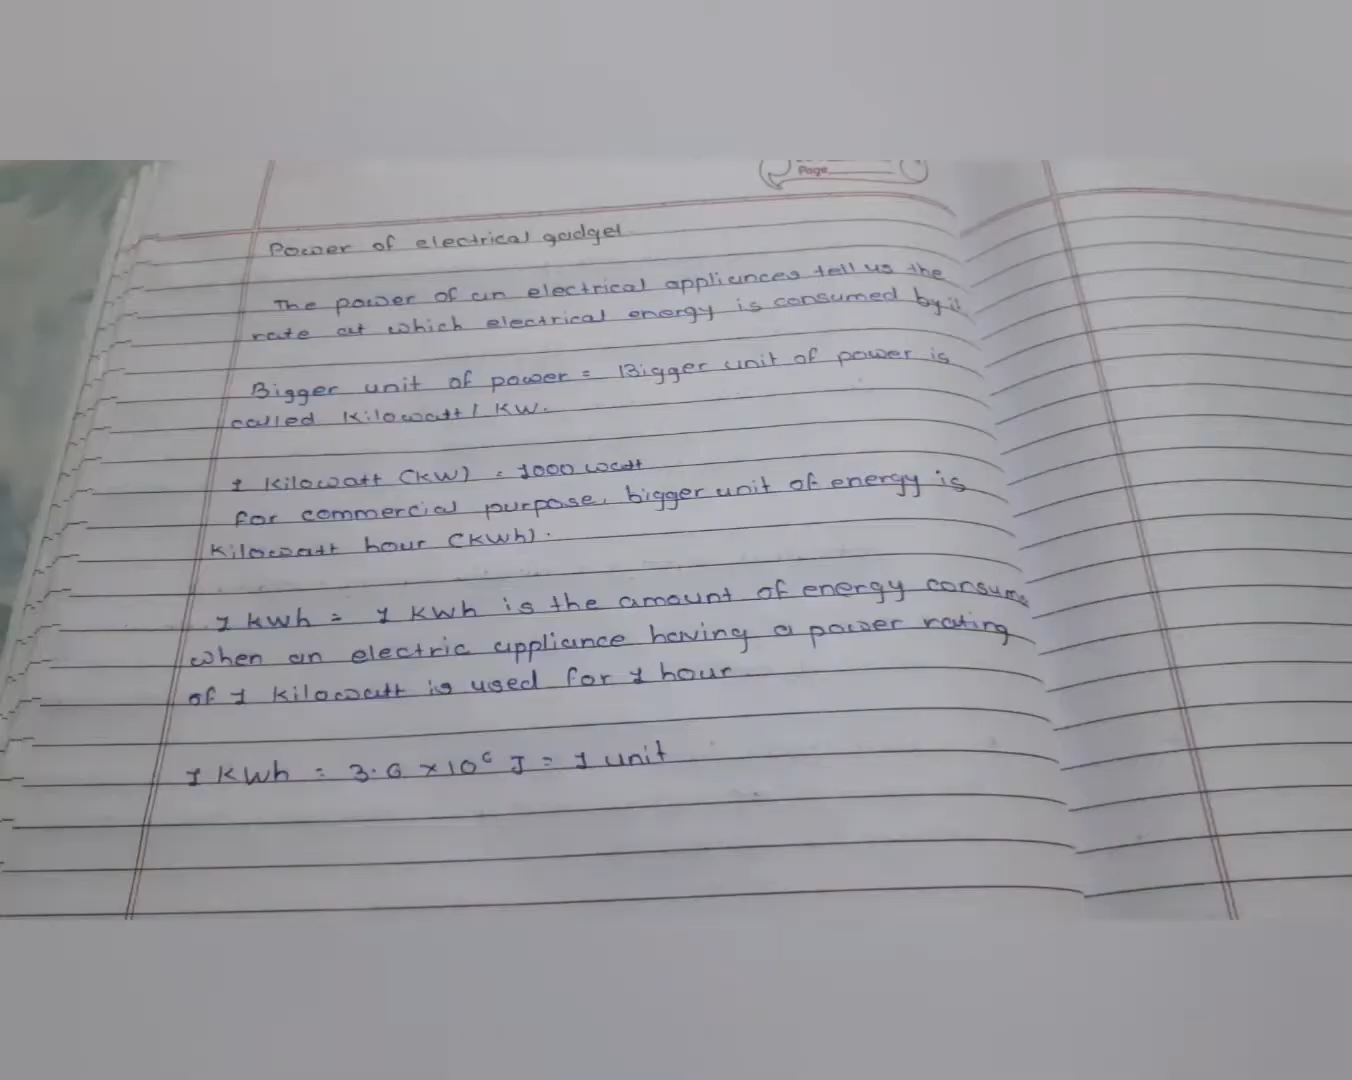 Page
Power of electrical gadget
The power of an electrical appliances tell us the
rate at which electrical energy is consumed by it.
Bigger unit of power = Bigger unit of power is
called Kilowatt / KW.
1 Kilowatt (KW) = 1000 watt
For commercial purpose, bigger unit of energy is
Kilowatt hour (KWh).
1 kwh = 1 KWh is the amount of energy consume
when an electric appliance having a power rating
of 1 kilowatt is used for 1 hour
1 KWh = 3.6 × 10⁶ J = 1 unit